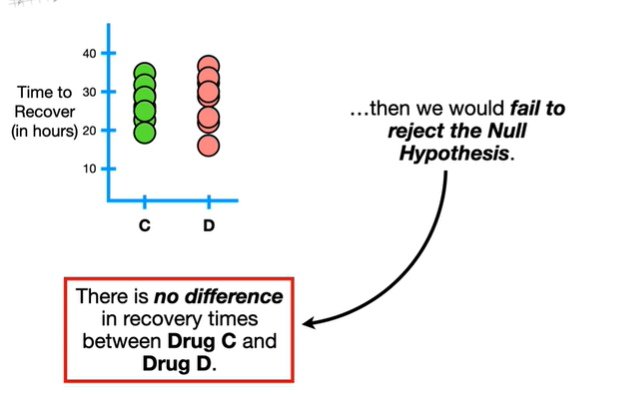 40
Time to
30
Recover
(in hours)
20
10
C
D
...then we would fail to
reject the Null
Hypothesis.
There is no difference
in recovery times
between Drug C and
Drug D.